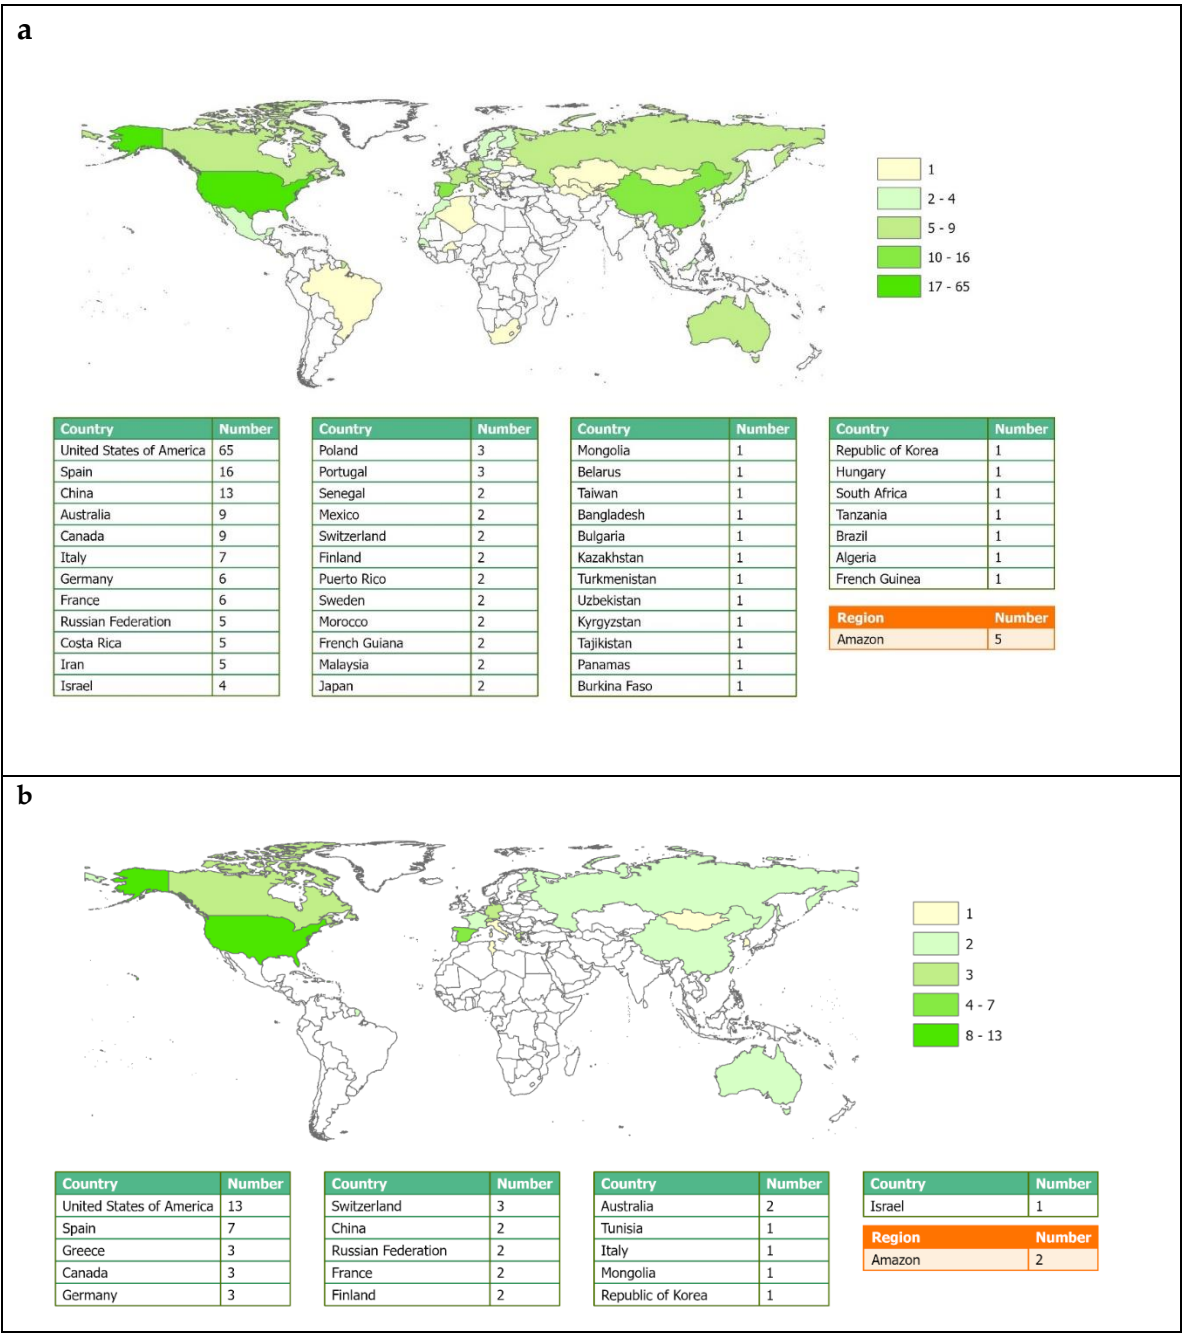 a
1
2 - 4
5 - 9
10 - 16
17 - 65
Country Number
United States of America 65
Spain 16
China 13
Australia 9
Canada 9
Italy 7
Germany 6
France 6
Russian Federation 5
Costa Rica 5
Iran 5
Israel 4
Country Number
Poland 3
Portugal 3
Senegal 2
Mexico 2
Switzerland 2
Finland 2
Puerto Rico 2
Sweden 2
Morocco 2
French Guiana 2
Malaysia 2
Japan 2
Country Number
Mongolia 1
Belarus 1
Taiwan 1
Bangladesh 1
Bulgaria 1
Kazakhstan 1
Turkmenistan 1
Uzbekistan 1
Kyrgyzstan 1
Tajikistan 1
Panamas 1
Burkina Faso 1
Country Number
Republic of Korea 1
Hungary 1
South Africa 1
Tanzania 1
Brazil 1
Algeria 1
French Guinea 1
Region Number
Amazon 5
b
1
2
3
4 - 7
8 - 13
Country Number
United States of America 13
Spain 7
Greece 3
Canada 3
Germany 3
Country Number
Switzerland 3
China 2
Russian Federation 2
France 2
Finland 2
Country Number
Australia 2
Tunisia 1
Italy 1
Mongolia 1
Republic of Korea 1
Country Number
Israel 1
Region Number
Amazon 2